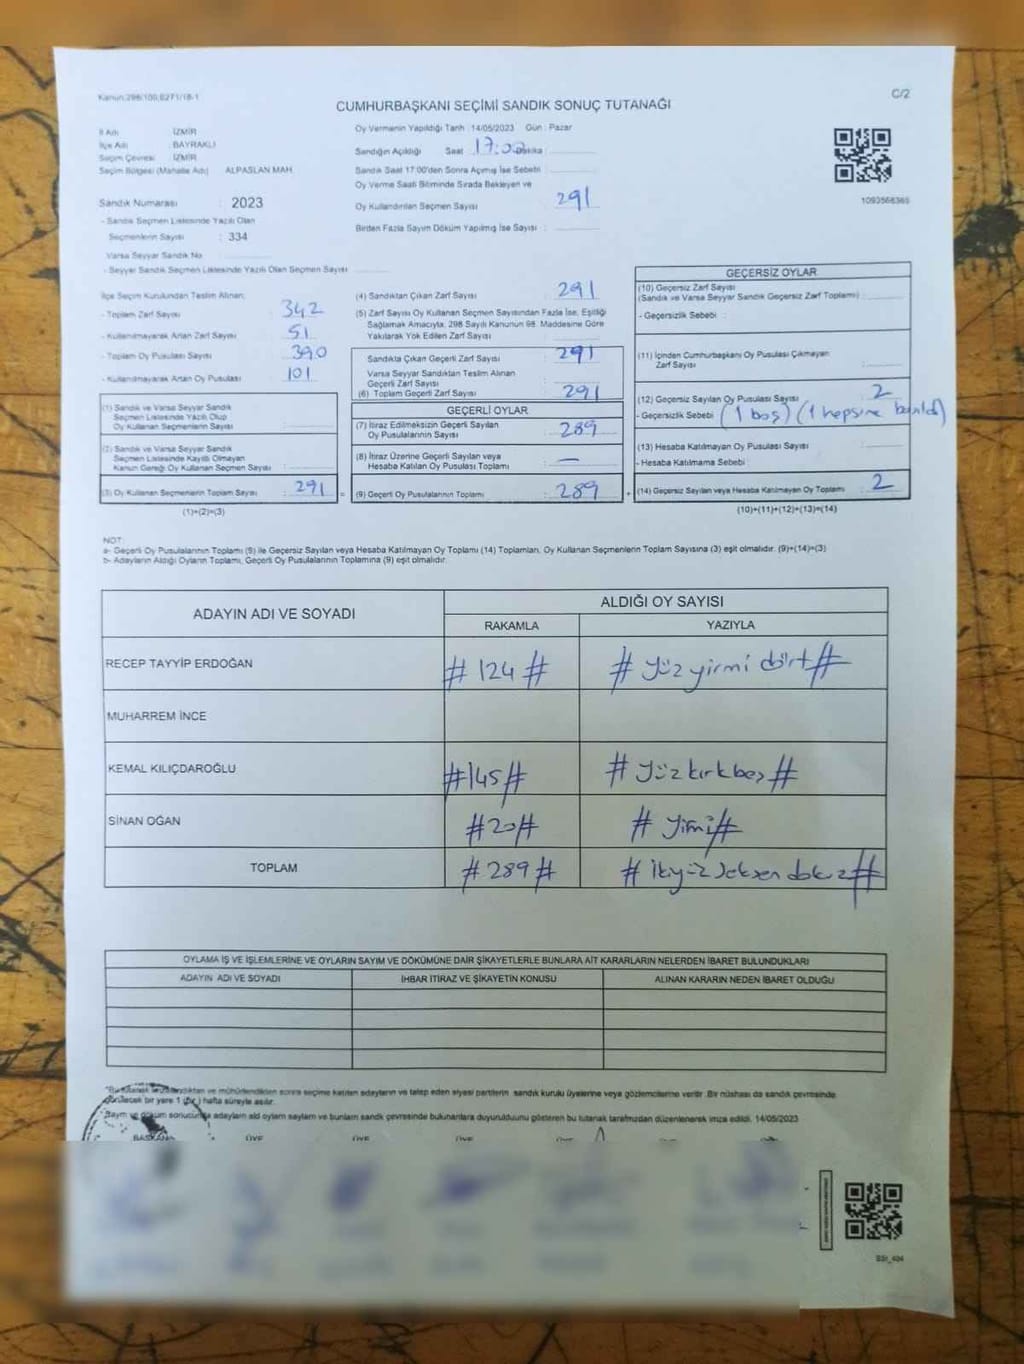 Kanun:298/100,6271/18-1
C/2
CUMHURBAŞKANI SEÇİMİ SANDIK SONUÇ TUTANAĞI
İl Adı İZMİR
İlçe Adı : BAYRAKLI
Seçim Çevresi İZMİR
Seçim Bölgesi (Mahalle Adı) ALPASLAN MAH.
Sandık Numarası : 2023
- Sandık Seçmen Listesinde Yazılı Olan
Seçmenlerin Sayısı : 334
Varsa Seyyar Sandık No
- Seyyar Sandık Seçmen Listesinde Yazılı Olan Seçmen Sayısı
Oy Vermenin Yapıldığı Tarih : 14/05/2023 Gün : Pazar
Sandığın Açıldığı Saat 17:00 Dakika :
Sandık Saat 17:00'den Sonra Açılmış İse Sebebi :
Oy Verme Saati Bitiminde Sırada Bekleyen ve
Oy Kullandırılan Seçmen Sayısı 291
Birden Fazla Sayım Döküm Yapılmış İse Sayısı :
1093566365
İlçe Seçim Kurulundan Teslim Alınan;
- Toplam Zarf Sayısı : 342
- Kullanılmayarak Artan Zarf Sayısı : 51
- Toplam Oy Pusulası Sayısı : 390
- Kullanılmayarak Artan Oy Pusulası : 101
(1) Sandık ve Varsa Seyyar Sandık
Seçmen Listesinde Yazılı Olup
Oy Kullanan Seçmenlerin Sayısı :
(2) Sandık ve Varsa Seyyar Sandık
Seçmen Listesinde Kayıtlı Olmayan
Kanun Gereği Oy Kullanan Seçmen Sayısı :
(3) Oy Kullanan Seçmenlerin Toplam Sayısı : 291 =
(1)+(2)=(3)
(4) Sandıktan Çıkan Zarf Sayısı : 291
(5) Zarf Sayısı Oy Kullanan Seçmen Sayısından Fazla İse, Eşitliği
Sağlamak Amacıyla, 298 Sayılı Kanunun 98. Maddesine Göre
Yakılarak Yok Edilen Zarf Sayısı :
Sandıkta Çıkan Geçerli Zarf Sayısı : 291
Varsa Seyyar Sandıktan Teslim Alınan
Geçerli Zarf Sayısı :
(6) Toplam Geçerli Zarf Sayısı : 291
GEÇERLİ OYLAR
(7) İtiraz Edilmeksizin Geçerli Sayılan
Oy Pusulalarının Sayısı : 289
(8) İtiraz Üzerine Geçerli Sayılan veya
Hesaba Katılan Oy Pusulası Toplamı : —
(9) Geçerli Oy Pusulalarının Toplamı : 289 +
GEÇERSİZ OYLAR
(10) Geçersiz Zarf Sayısı
(Sandık ve Varsa Seyyar Sandık Geçersiz Zarf Toplamı) :
- Geçersizlik Sebebi :
(11) İçinden Cumhurbaşkanı Oy Pusulası Çıkmayan
Zarf Sayısı :
(12) Geçersiz Sayılan Oy Pusulası Sayısı : 2
- Geçersizlik Sebebi (1 boş) (1 hepsine basıldı)
(13) Hesaba Katılmayan Oy Pusulası Sayısı :
- Hesaba Katılmama Sebebi :
(14) Geçersiz Sayılan veya Hesaba Katılmayan Oy Toplamı : 2
(10)+(11)+(12)+(13)=(14)
NOT:
a- Geçerli Oy Pusulalarının Toplamı (9) ile Geçersiz Sayılan veya Hesaba Katılmayan Oy Toplamı (14) Toplamları, Oy Kullanan Seçmenlerin Toplam Sayısına (3) eşit olmalıdır. (9)+(14)=(3)
b- Adayların Aldığı Oyların Toplamı, Geçerli Oy Pusulalarının Toplamına (9) eşit olmalıdır.
ADAYIN ADI VE SOYADI
ALDIĞI OY SAYISI
RAKAMLA YAZIYLA
RECEP TAYYİP ERDOĞAN # 124 # # Yüz yirmi dört #
MUHARREM İNCE
KEMAL KILIÇDAROĞLU #145# # Yüz kırk beş #
SİNAN OĞAN #20# # Yirmi #
TOPLAM # 289 # # ikiyüz seksen dokuz #
OYLAMA İŞ VE İŞLEMLERİNE VE OYLARIN SAYIM VE DÖKÜMÜNE DAİR ŞİKAYETLERLE BUNLARA AİT KARARLARIN NELERDEN İBARET BULUNDUKLARI
ADAYIN ADI VE SOYADI İHBAR İTİRAZ VE ŞİKAYETİN KONUSU ALINAN KARARIN NEDEN İBARET OLDUĞU
ve mühürlendikten sonra seçime katılan adayların ve talep eden siyasi partilerin sandık kurulu üyelerine veya gözlemcilerine verilir. Bir nüshası da sandık çevresinde
görülecek bir yere 1 (bir) hafta süreyle asılır.
Sayım ve döküm sonucunda adayların aldı oyların sayıların ve bunların sandık çevresinde bulunanlara duyurulduunu gösteren bu tutanak tarafımızdan düzenlenerek imza edildi. 14/05/2023
BAŞKAN ÜYE ÜYE ÜYE ÜYE ÜYE